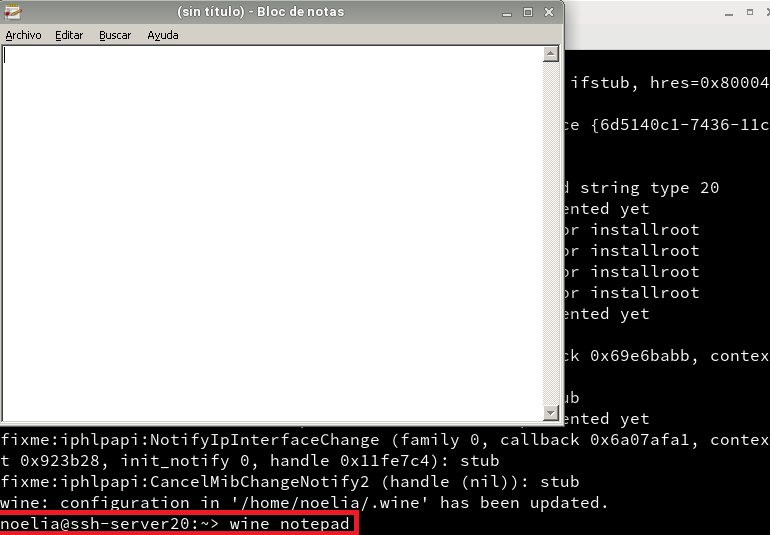 (sin título) - Bloc de notas
Archivo Editar Buscar Ayuda
ifstub, hres=0x80004
ce {6d5140c1-7436-11c
d string type 20
ented yet
or installroot
or installroot
or installroot
or installroot
ented yet
ck 0x69e6babb, contex
ub
ented yet
fixme:iphlpapi:NotifyIpInterfaceChange (family 0, callback 0x6a07afa1, contex
t 0x923b28, init_notify 0, handle 0x11fe7c4): stub
fixme:iphlpapi:CancelMibChangeNotify2 (handle (nil)): stub
wine: configuration in '/home/noelia/.wine' has been updated.
noelia@ssh-server20:~> wine notepad